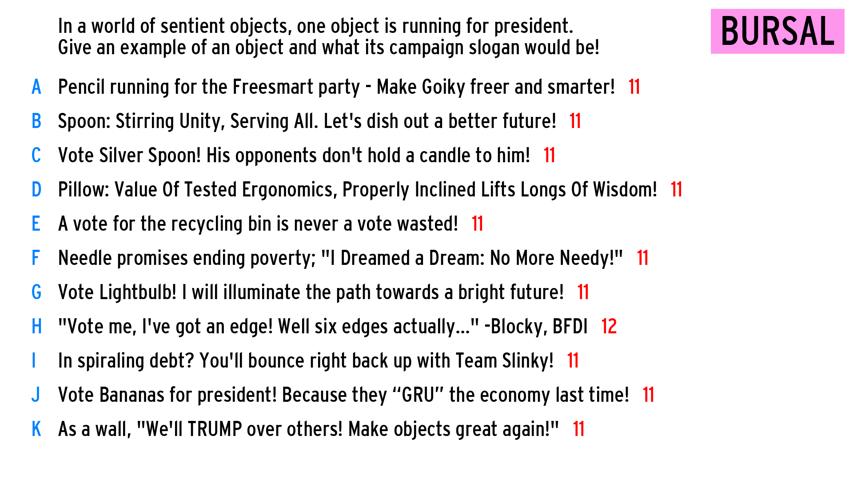 In a world of sentient objects, one object is running for president.
Give an example of an object and what its campaign slogan would be!
BURSAL
A Pencil running for the Freesmart party - Make Goiky freer and smarter! 11
B Spoon: Stirring Unity, Serving All. Let's dish out a better future! 11
C Vote Silver Spoon! His opponents don't hold a candle to him! 11
D Pillow: Value Of Tested Ergonomics, Properly Inclined Lifts Longs Of Wisdom! 11
E A vote for the recycling bin is never a vote wasted! 11
F Needle promises ending poverty; "I Dreamed a Dream: No More Needy!" 11
G Vote Lightbulb! I will illuminate the path towards a bright future! 11
H "Vote me, I've got an edge! Well six edges actually..." -Blocky, BFDI 12
I In spiraling debt? You'll bounce right back up with Team Slinky! 11
J Vote Bananas for president! Because they “GRU” the economy last time! 11
K As a wall, "We'll TRUMP over others! Make objects great again!" 11